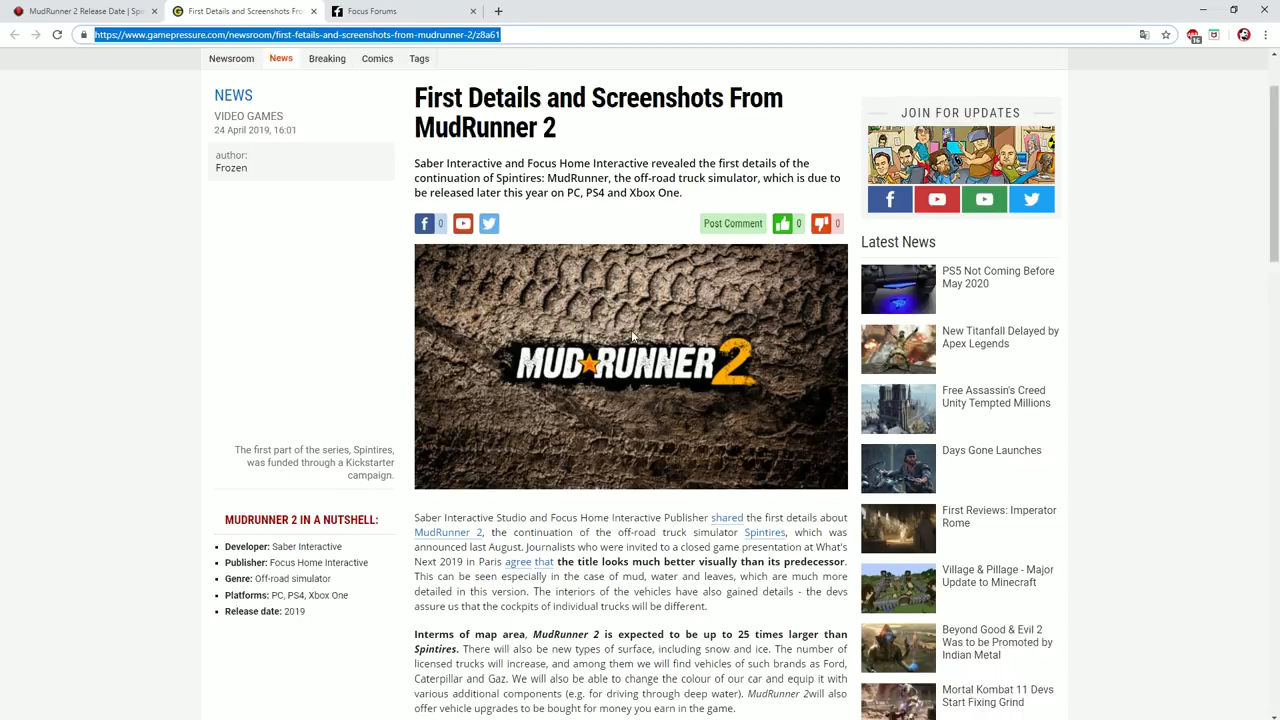 MudRunner 2 Release Date | Spin
First Details and Screenshots Fro
Focus Forums
https://www.gamepressure.com/newsroom/first-fetails-and-screenshots-from-mudrunner-2/z8a61
16
Newsroom
News
Breaking
Comics
Tags
NEWS
VIDEO GAMES
24 April 2019, 16:01
author:
Frozen
The first part of the series, Spintires,
was funded through a Kickstarter
campaign.
MUDRUNNER 2 IN A NUTSHELL:
Developer: Saber Interactive
Publisher: Focus Home Interactive
Genre: Off-road simulator
Platforms: PC, PS4, Xbox One
Release date: 2019
First Details and Screenshots From
MudRunner 2
Saber Interactive and Focus Home Interactive revealed the first details of the
continuation of Spintires: MudRunner, the off-road truck simulator, which is due to
be released later this year on PC, PS4 and Xbox One.
0
Post Comment
0
0
MUDRUNNER 2
Saber Interactive Studio and Focus Home Interactive Publisher shared the first details about
MudRunner 2, the continuation of the off-road truck simulator Spintires, which was
announced last August. Journalists who were invited to a closed game presentation at What's
Next 2019 in Paris agree that the title looks much better visually than its predecessor.
This can be seen especially in the case of mud, water and leaves, which are much more
detailed in this version. The interiors of the vehicles have also gained details - the devs
assure us that the cockpits of individual trucks will be different.
Interms of map area, MudRunner 2 is expected to be up to 25 times larger than
Spintires. There will also be new types of surface, including snow and ice. The number of
licensed trucks will increase, and among them we will find vehicles of such brands as Ford,
Caterpillar and Gaz. We will also be able to change the colour of our car and equip it with
various additional components (e.g. for driving through deep water). MudRunner 2will also
offer vehicle upgrades to be bought for money you earn in the game.
JOIN FOR UPDATES
Latest News
PS5 Not Coming Before
May 2020
New Titanfall Delayed by
Apex Legends
Free Assassin's Creed
Unity Tempted Millions
Days Gone Launches
First Reviews: Imperator
Rome
Village & Pillage - Major
Update to Minecraft
Beyond Good & Evil 2
Was to be Promoted by
Indian Metal
Mortal Kombat 11 Devs
Start Fixing Grind